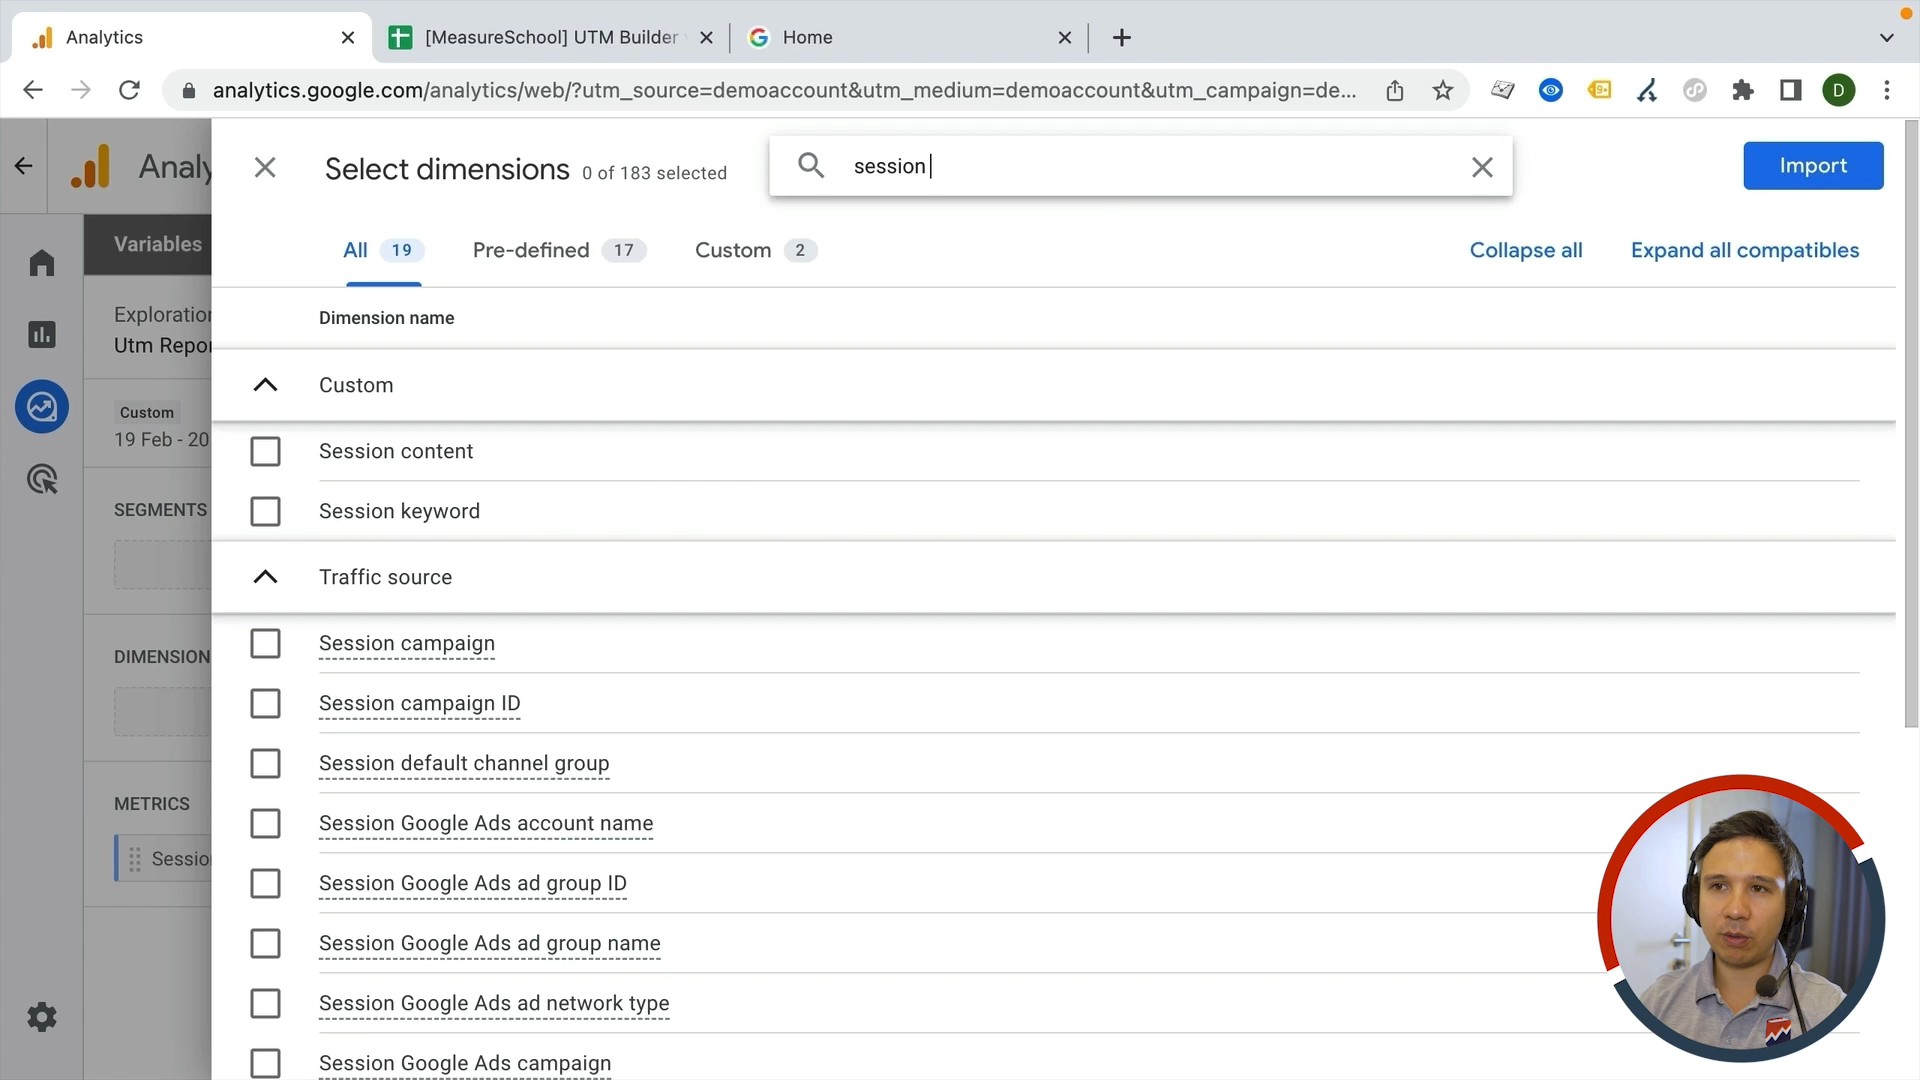 Analytics
[MeasureSchool] UTM Builder
Home
analytics.google.com/analytics/web/?utm_source=demoaccount&utm_medium=demoaccount&utm_campaign=de...
9+
D
Analy
Select dimensions 0 of 183 selected
session
Import
Variables
All 19 Pre-defined 17 Custom 2
Collapse all Expand all compatibles
Exploration
Utm Repor
Dimension name
Custom
19 Feb - 20
Custom
Session content
SEGMENTS
Session keyword
Traffic source
DIMENSION
Session campaign
Session campaign ID
Session default channel group
METRICS
Sessio
Session Google Ads account name
Session Google Ads ad group ID
Session Google Ads ad group name
Session Google Ads ad network type
Session Google Ads campaign